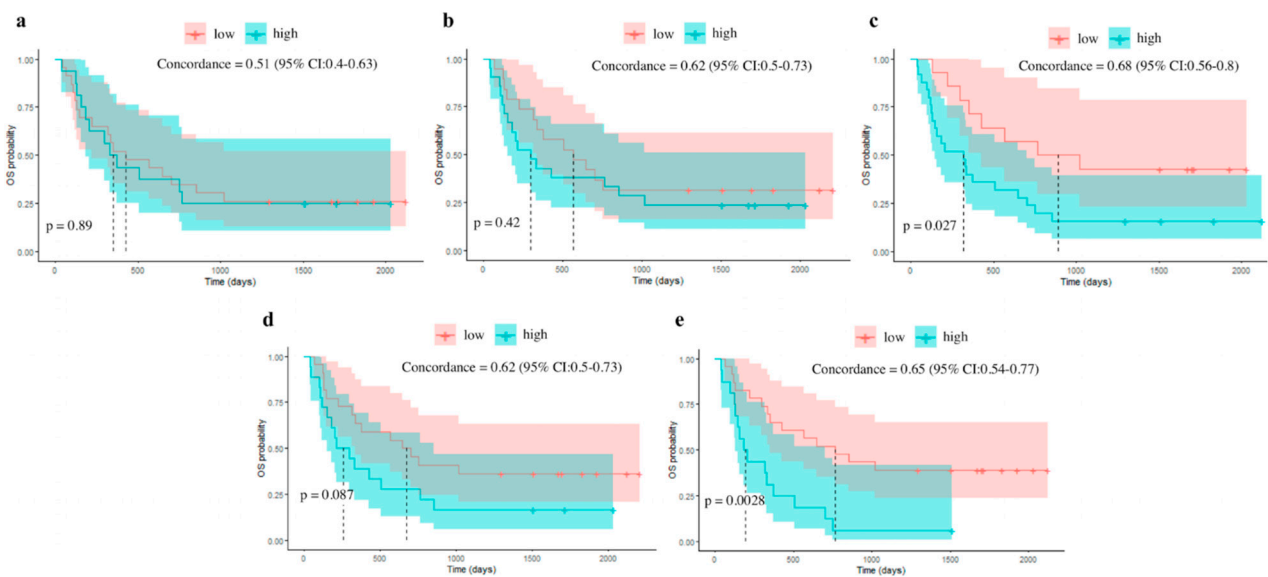 a
low high
Concordance = 0.51 (95% CI:0.4-0.63)
1.00
0.75
0.50
0.25
0.00
OS probability
p = 0.89
0 500 1000 1500 2000
Time (days)
b
low high
Concordance = 0.62 (95% CI:0.5-0.73)
1.00
0.75
0.50
0.25
0.00
OS probability
p = 0.42
0 500 1000 1500 2000
Time (days)
c
low high
Concordance = 0.68 (95% CI:0.56-0.8)
1.00
0.75
0.50
0.25
0.00
OS probability
p = 0.027
0 500 1000 1500 2000
Time (days)
d
low high
Concordance = 0.62 (95% CI:0.5-0.73)
1.00
0.75
0.50
0.25
0.00
OS probability
p = 0.087
0 500 1000 1500 2000
Time (days)
e
low high
Concordance = 0.65 (95% CI:0.54-0.77)
1.00
0.75
0.50
0.25
0.00
OS probability
p = 0.0028
0 500 1000 1500 2000
Time (days)